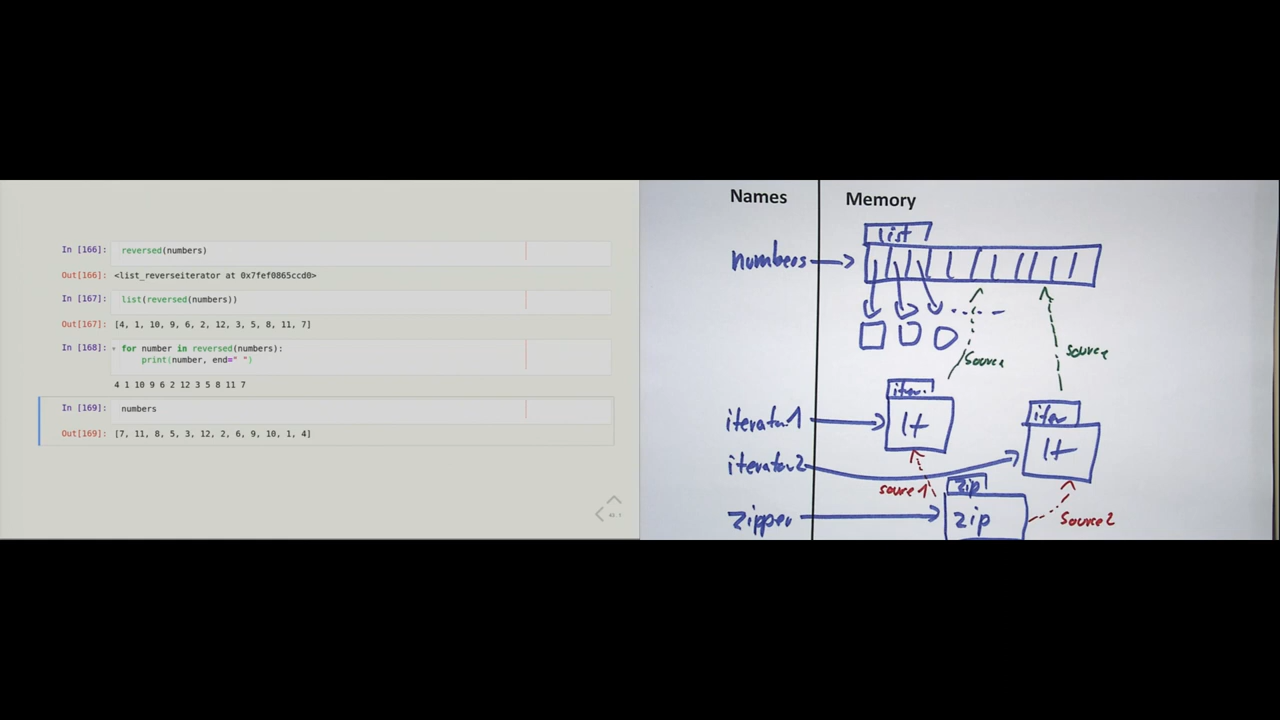 In [166]: reversed(numbers)
Out[166]: <list_reverseiterator at 0x7fef0865ccd0>
In [167]: list(reversed(numbers))
Out[167]: [4, 1, 10, 9, 6, 2, 12, 3, 5, 8, 11, 7]
In [168]: for number in reversed(numbers):
print(number, end=" ")
4 1 10 9 6 2 12 3 5 8 11 7
In [169]: numbers
Out[169]: [7, 11, 8, 5, 3, 12, 2, 6, 9, 10, 1, 4]
Names
Memory
list
numbers
source
source
iter.
iter
iterator1
It
It
iterator2
source1
zip
zipper
zip
source2